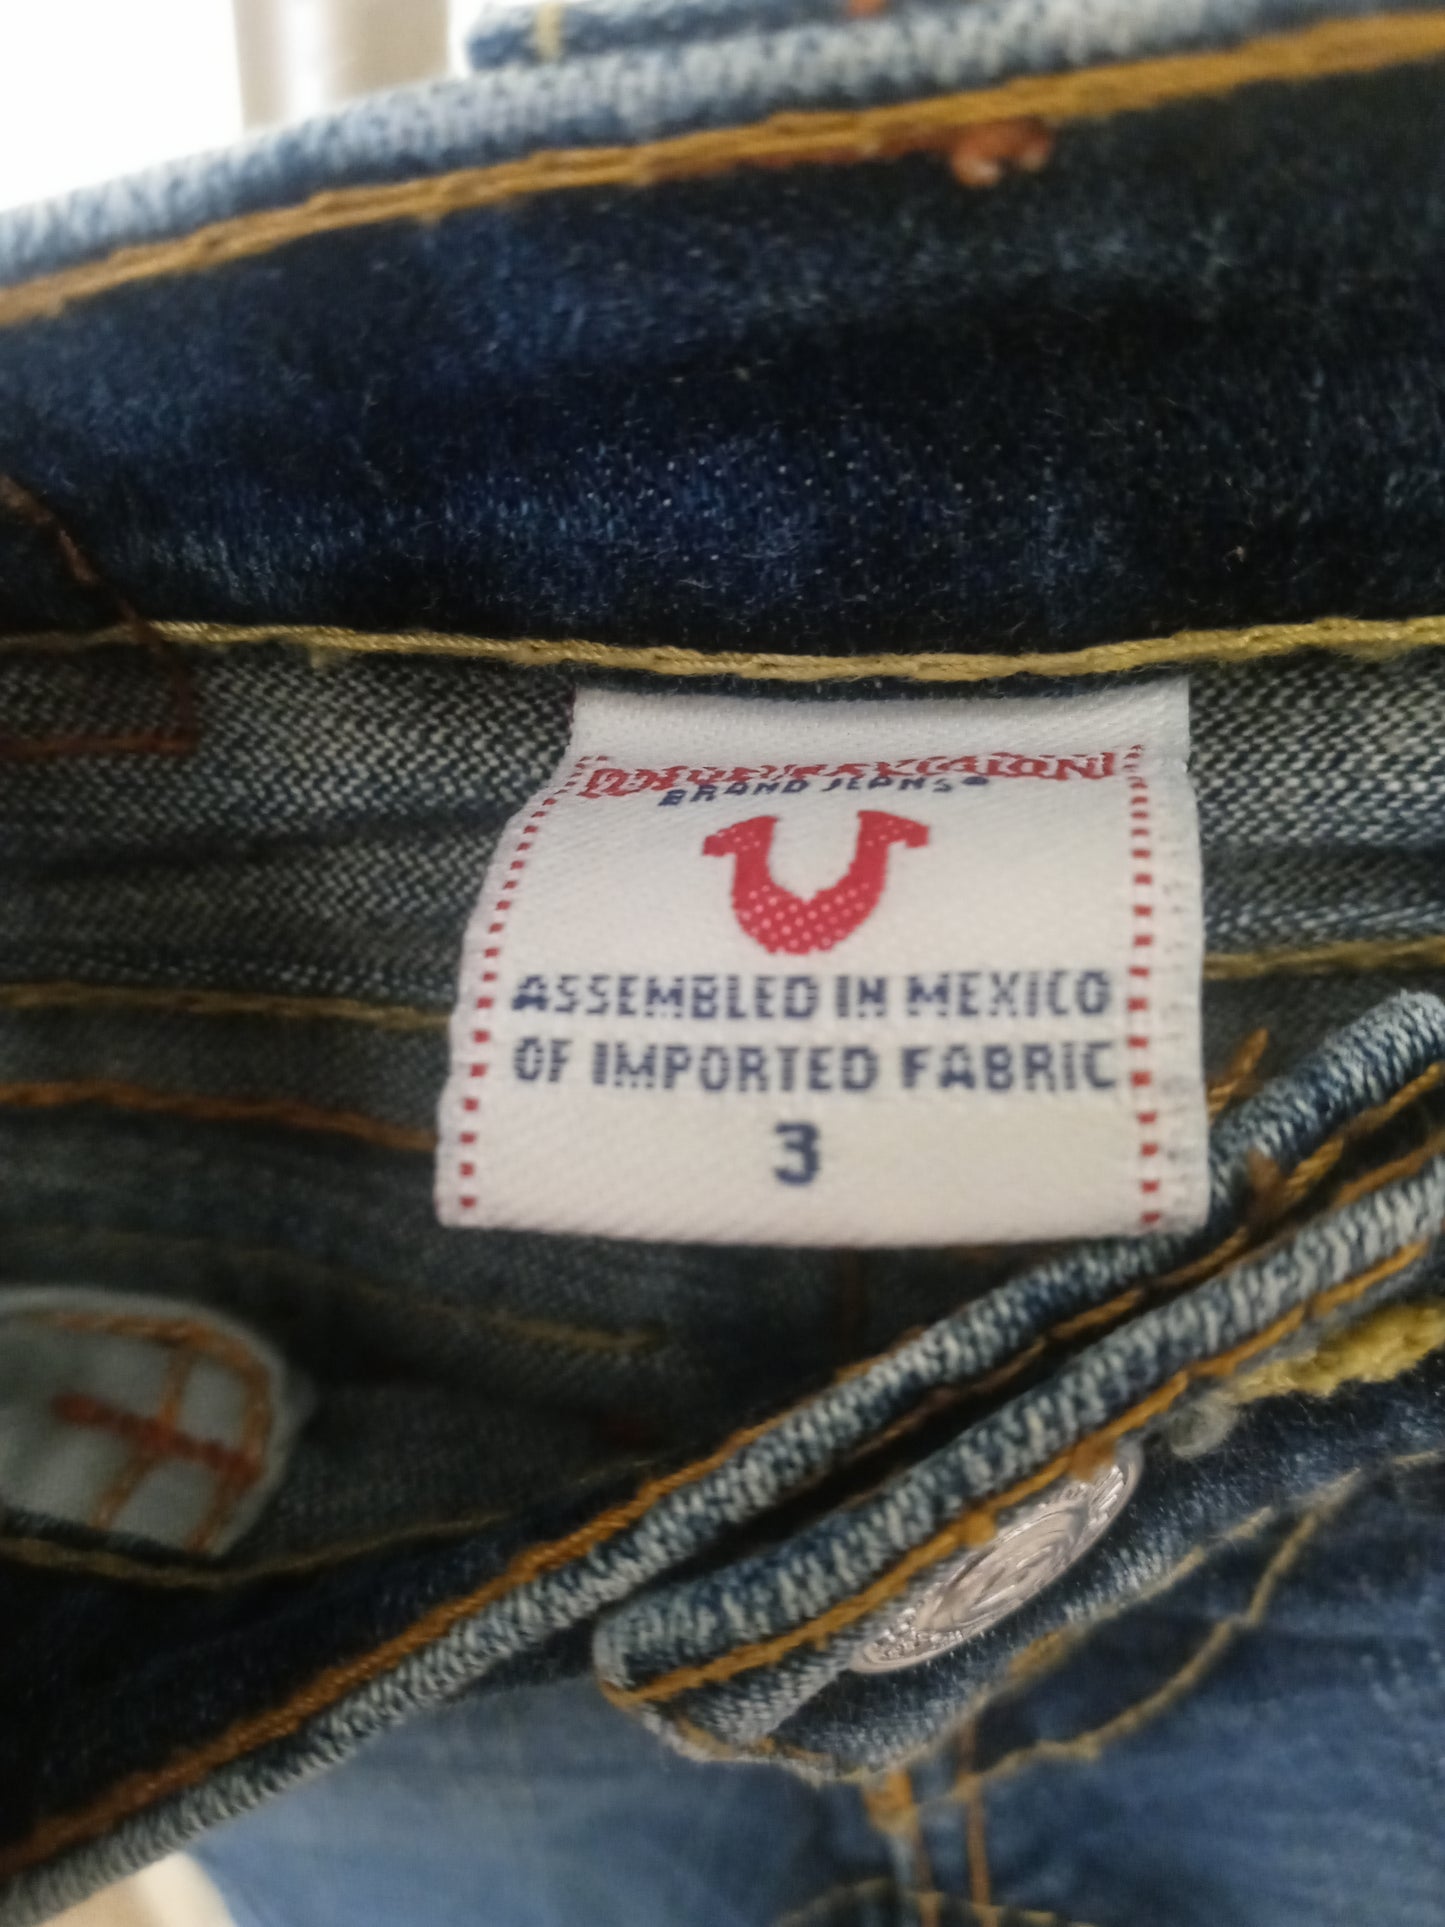 BRAND JEANS®
ASSEMBLED IN MEXICO
OF IMPORTED FABRIC
3